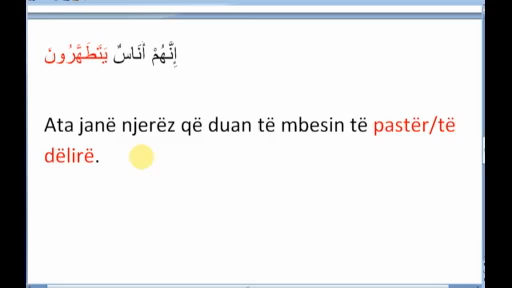 إِنَّهُمْ أُنَاسٌ يَتَطَهَّرُونَ
Ata janë njerëz që duan të mbesin të pastër/të
dëlirë.